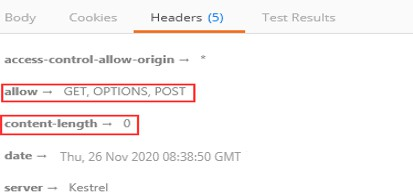 Body Cookies Headers (5) Test Results
access-control-allow-origin → *
allow → GET, OPTIONS, POST
content-length → 0
date → Thu, 26 Nov 2020 08:38:50 GMT
server → Kestrel